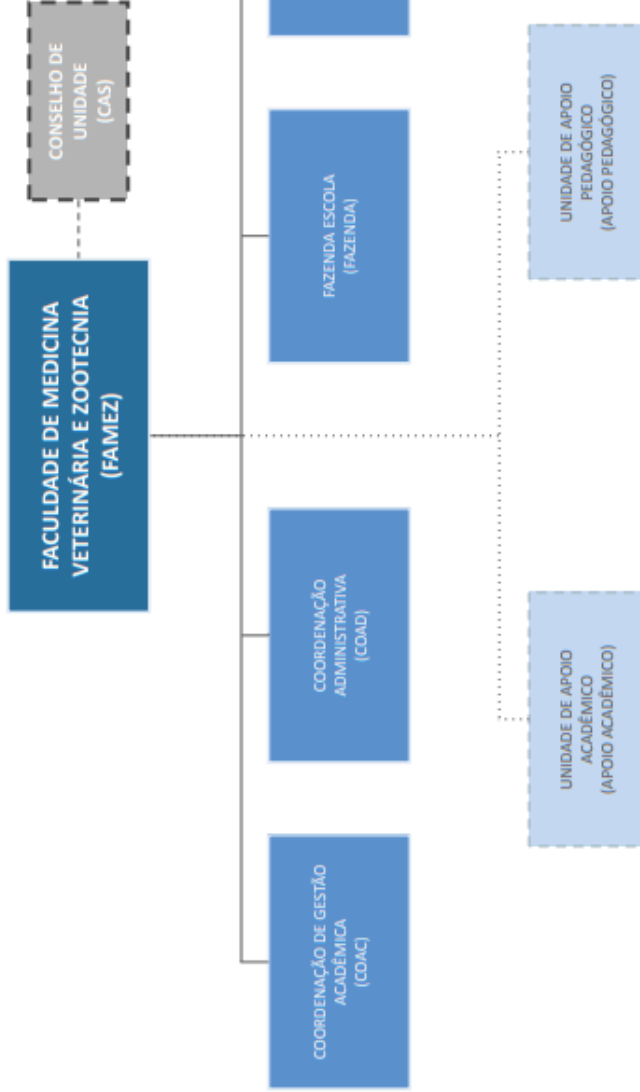 FACULDADE DE MEDICINA
VETERINÁRIA E ZOOTECNIA
(FAMEZ)
CONSELHO DE
UNIDADE
(CAS)
COORDENAÇÃO DE GESTÃO
ACADÊMICA
(COAC)
COORDENAÇÃO
ADMINISTRATIVA
(COAD)
FAZENDA ESCOLA
(FAZENDA)
UNIDADE DE APOIO
ACADÊMICO
(APOIO ACADÊMICO)
UNIDADE DE APOIO
PEDAGÓGICO
(APOIO PEDAGÓGICO)